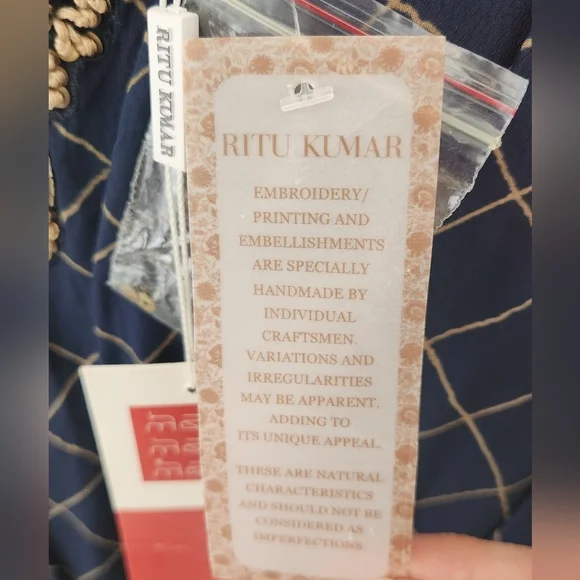 RITU KUMAR
RITU KUMAR
EMBROIDERY/
PRINTING AND
EMBELLISHMENTS
ARE SPECIALLY
HANDMADE BY
INDIVIDUAL
CRAFTSMEN.
VARIATIONS AND
IRREGULARITIES
MAY BE APPARENT.
ADDING TO
ITS UNIQUE APPEAL.
THESE ARE NATURAL
CHARACTERISTICS
AND SHOULD NOT BE
CONSIDERED AS
IMPERFECTIONS